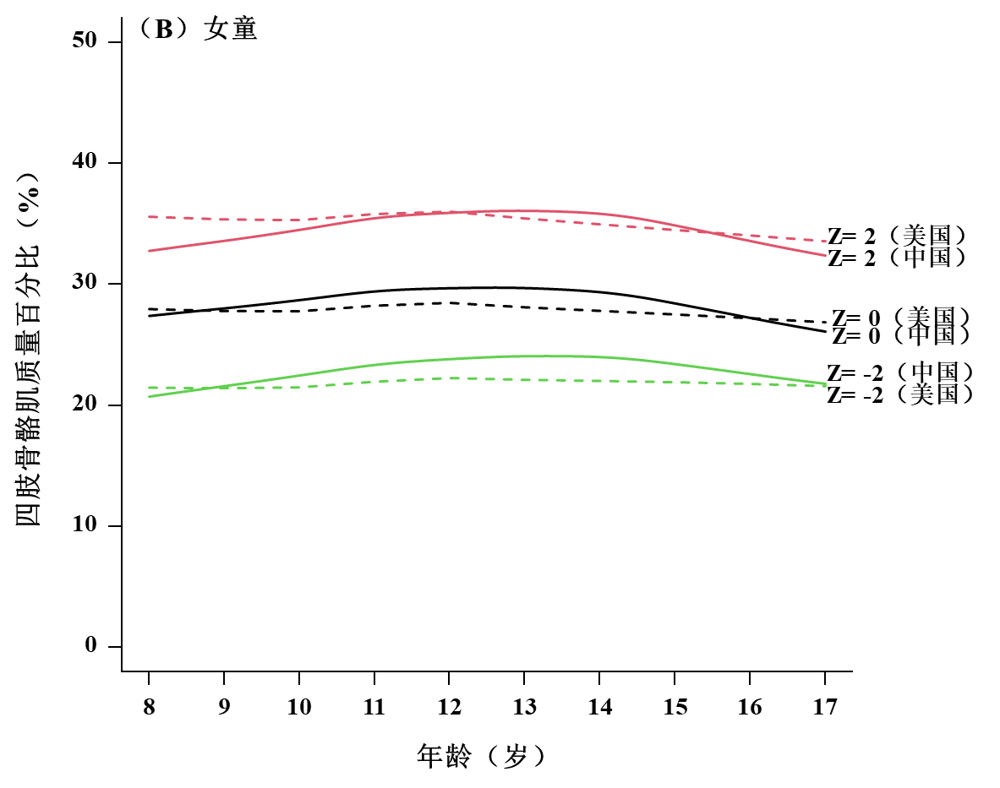 （B）女童
50
40
30
20
10
0
四肢骨骼肌质量百分比（%）
Z= 2（美国）
Z= 2（中国）
Z= 0（美国）
Z= 0（中国）
Z= -2（中国）
Z= -2（美国）
8 9 10 11 12 13 14 15 16 17
年龄（岁）